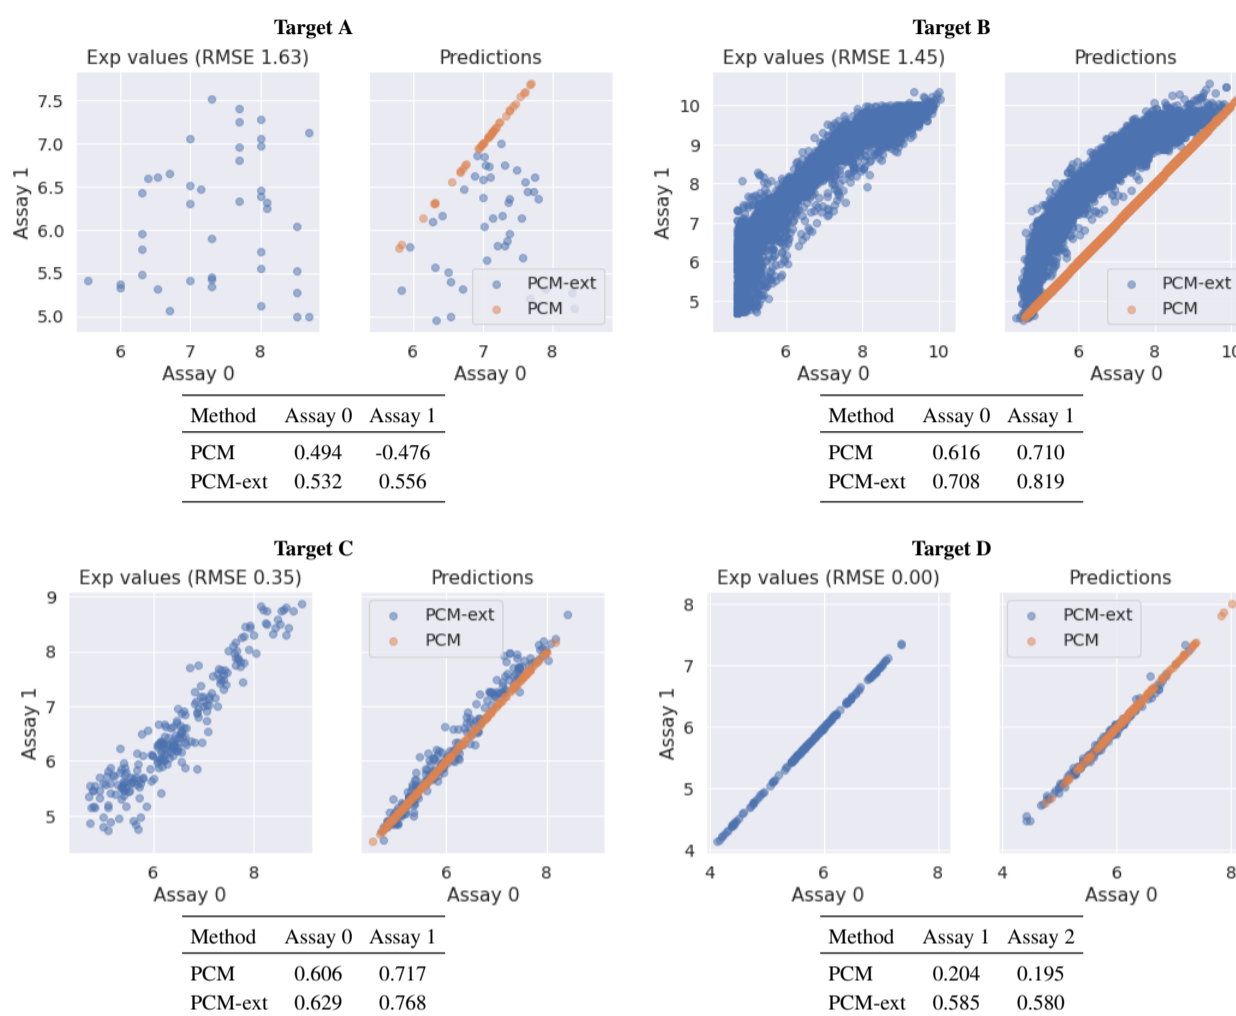 Target A
Exp values (RMSE 1.63)
Predictions
Assay 1
7.5
7.0
6.5
6.0
5.5
5.0
6 7 8
Assay 0
PCM-ext
PCM
6 7 8
Assay 0
Method Assay 0 Assay 1
PCM 0.494 -0.476
PCM-ext 0.532 0.556
Target B
Exp values (RMSE 1.45)
Predictions
Assay 1
10
9
8
7
6
5
6 8 10
Assay 0
PCM-ext
PCM
6 8 10
Assay 0
Method Assay 0 Assay 1
PCM 0.616 0.710
PCM-ext 0.708 0.819
Target C
Exp values (RMSE 0.35)
Predictions
Assay 1
9
8
7
6
5
6 8
Assay 0
PCM-ext
PCM
6 8
Assay 0
Method Assay 0 Assay 1
PCM 0.606 0.717
PCM-ext 0.629 0.768
Target D
Exp values (RMSE 0.00)
Predictions
Assay 1
8
7
6
5
4
4 6 8
Assay 0
PCM-ext
PCM
4 6 8
Assay 0
Method Assay 1 Assay 2
PCM 0.204 0.195
PCM-ext 0.585 0.580